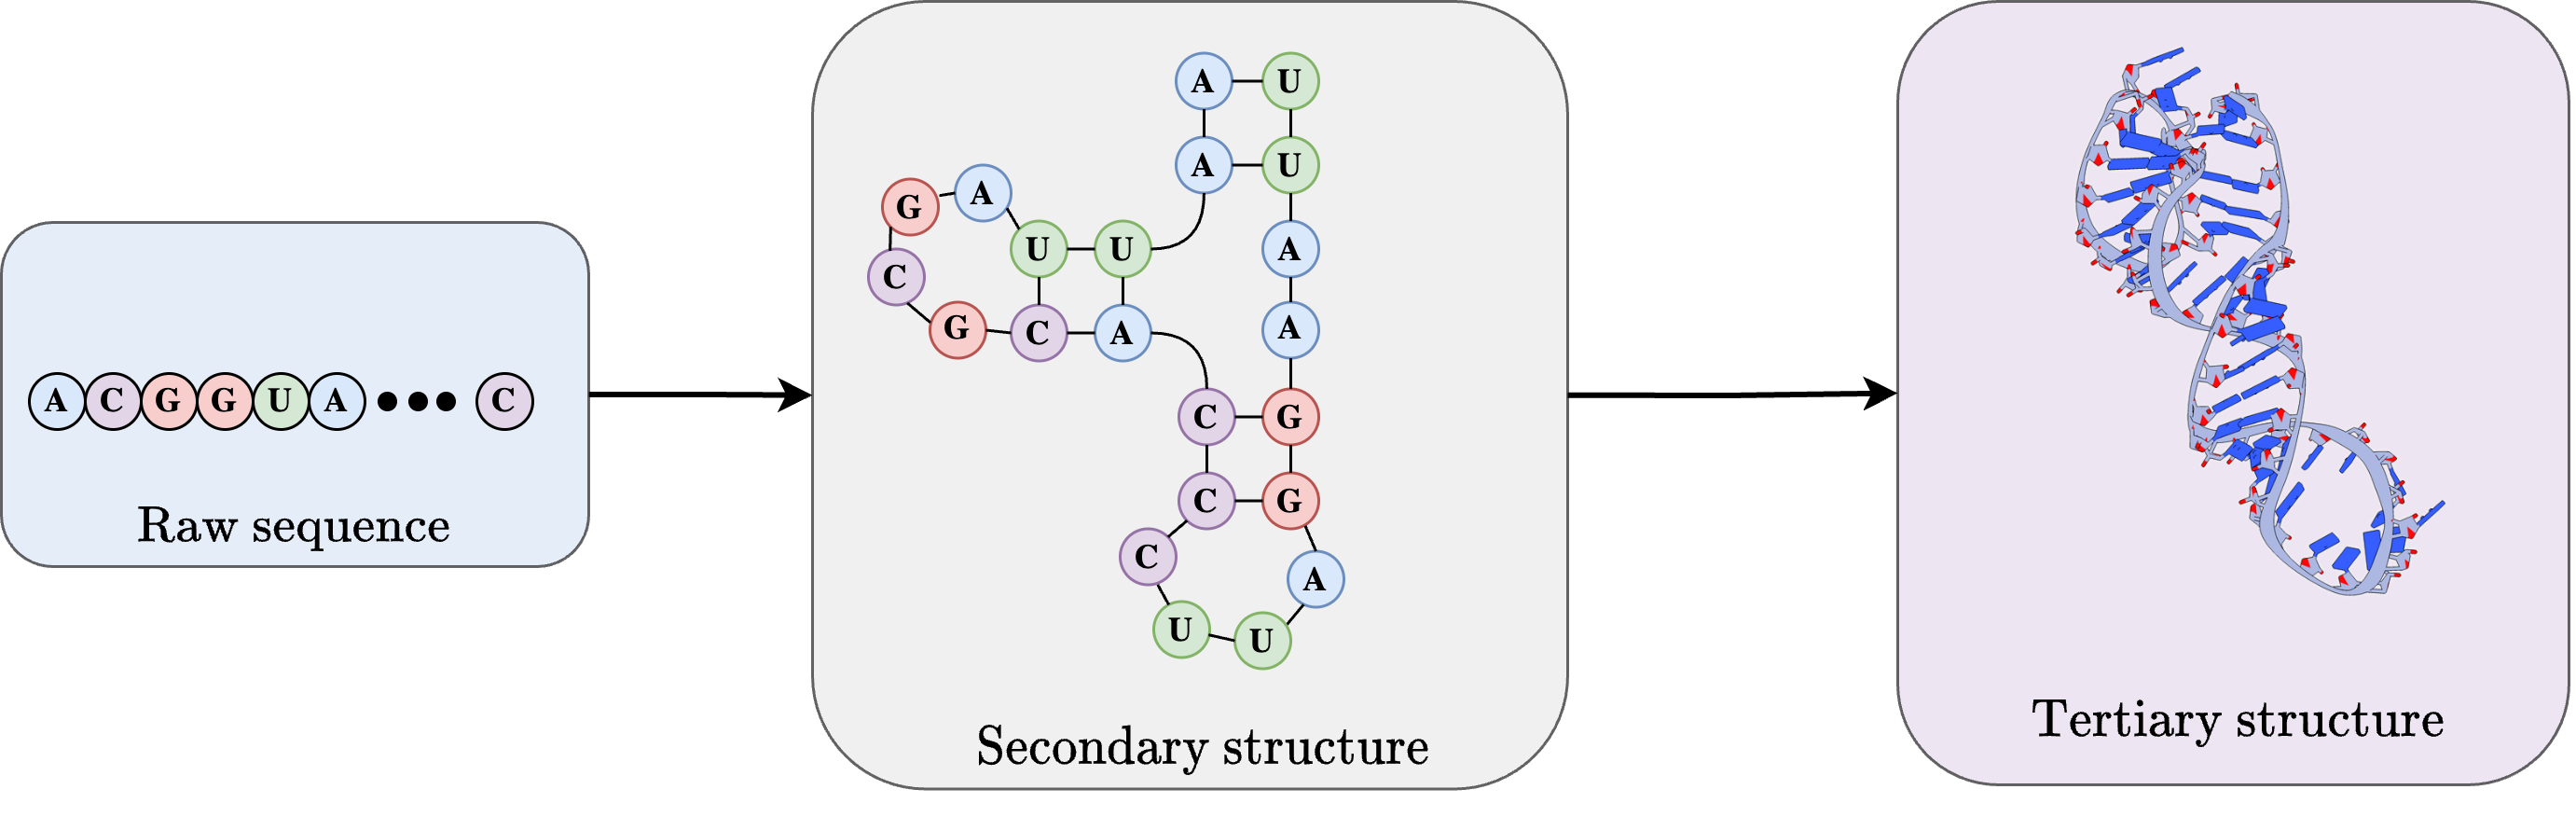 A C G G U A ••• C
Raw sequence
A U
A U
G A
U U A
C
G C A A
C G
C G
C
A
U U
Secondary structure
Tertiary structure